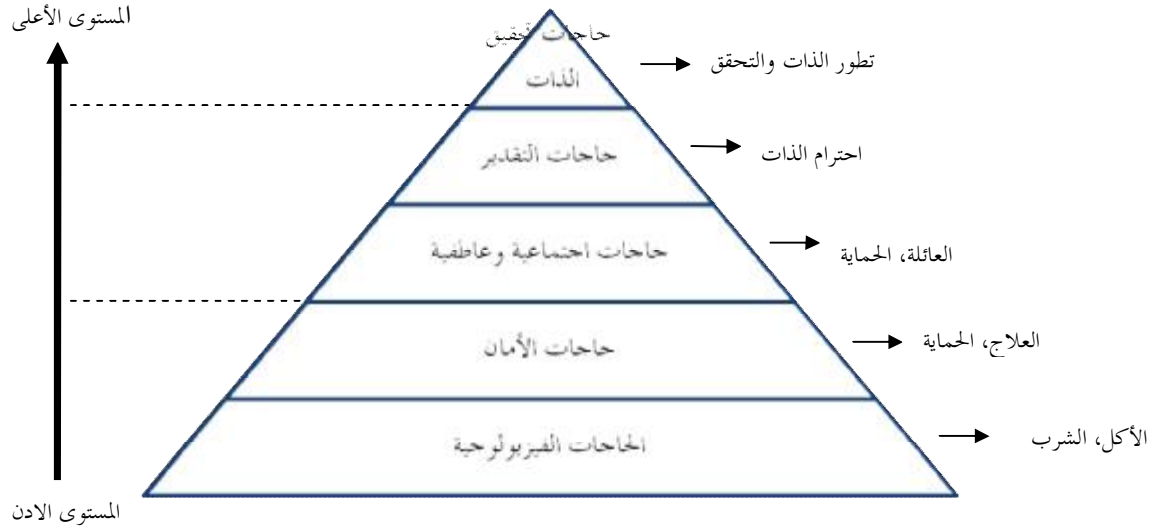 المستوى الأعلى
حاجات تحقيق
الذات
تطور الذات والتحقق
حاجات التقدير
احترام الذات
حاجات اجتماعية وعاطفية
العائلة، الحماية
حاجات الأمان
العلاج، الحماية
الحاجات الفيزيولوجية
الأكل، الشرب
المستوى الادن